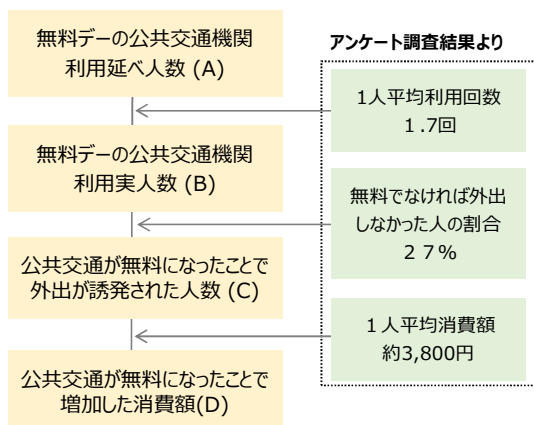 無料デーの公共交通機関
利用延べ人数 (A)
アンケート調査結果より
1人平均利用回数
1.7回
無料デーの公共交通機関
利用実人数 (B)
無料でなければ外出
しなかった人の割合
２７%
公共交通が無料になったことで
外出が誘発された人数 (C)
１人平均消費額
約3,800円
公共交通が無料になったことで
増加した消費額(D)